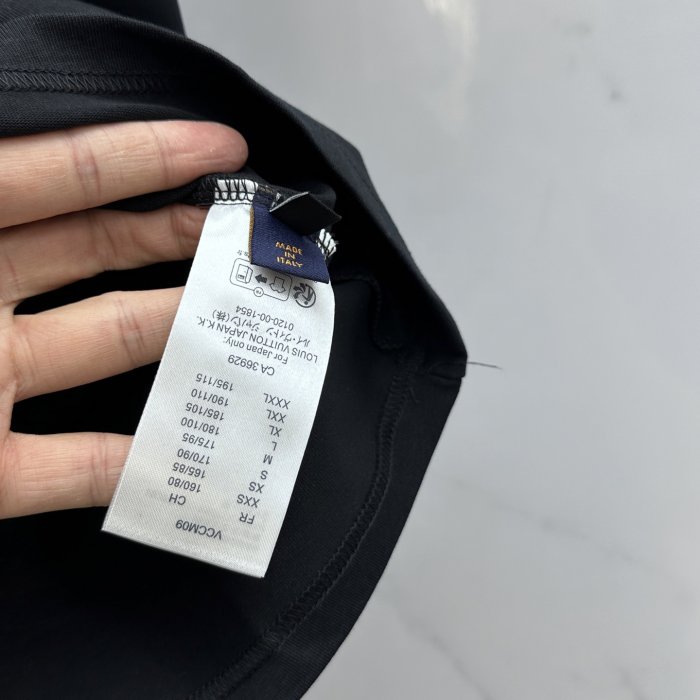 MADE
IN
ITALY
VCCM09
FR CH
XXS 160/80
XS 165/85
S 170/90
M 175/95
L 180/100
XL 185/105
XXL 190/110
XXXL 195/115
CA 36929
For Japan only:
LOUIS VUITTON JAPAN K.K.
ルイ・ヴィトン ジャパン(株)
0120-00-1854